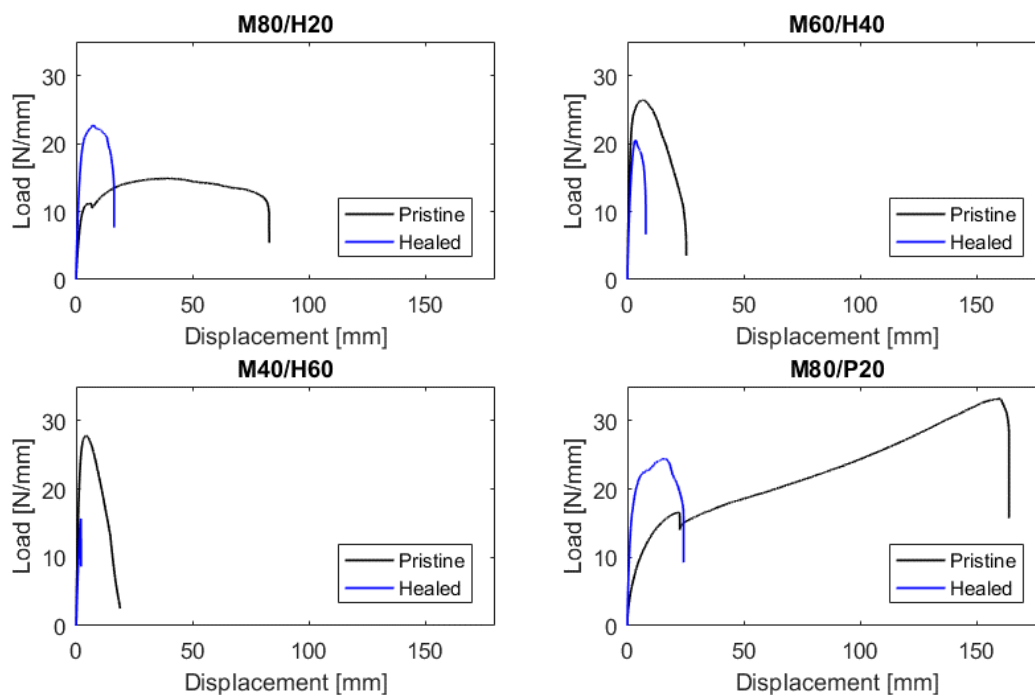 M80/H20
Load [N/mm]
30
20
10
0
Pristine
Healed
0 50 100 150
Displacement [mm]
M60/H40
Load [N/mm]
30
20
10
0
Pristine
Healed
0 50 100 150
Displacement [mm]
M40/H60
Load [N/mm]
30
20
10
0
Pristine
Healed
0 50 100 150
Displacement [mm]
M80/P20
Load [N/mm]
30
20
10
0
Pristine
Healed
0 50 100 150
Displacement [mm]